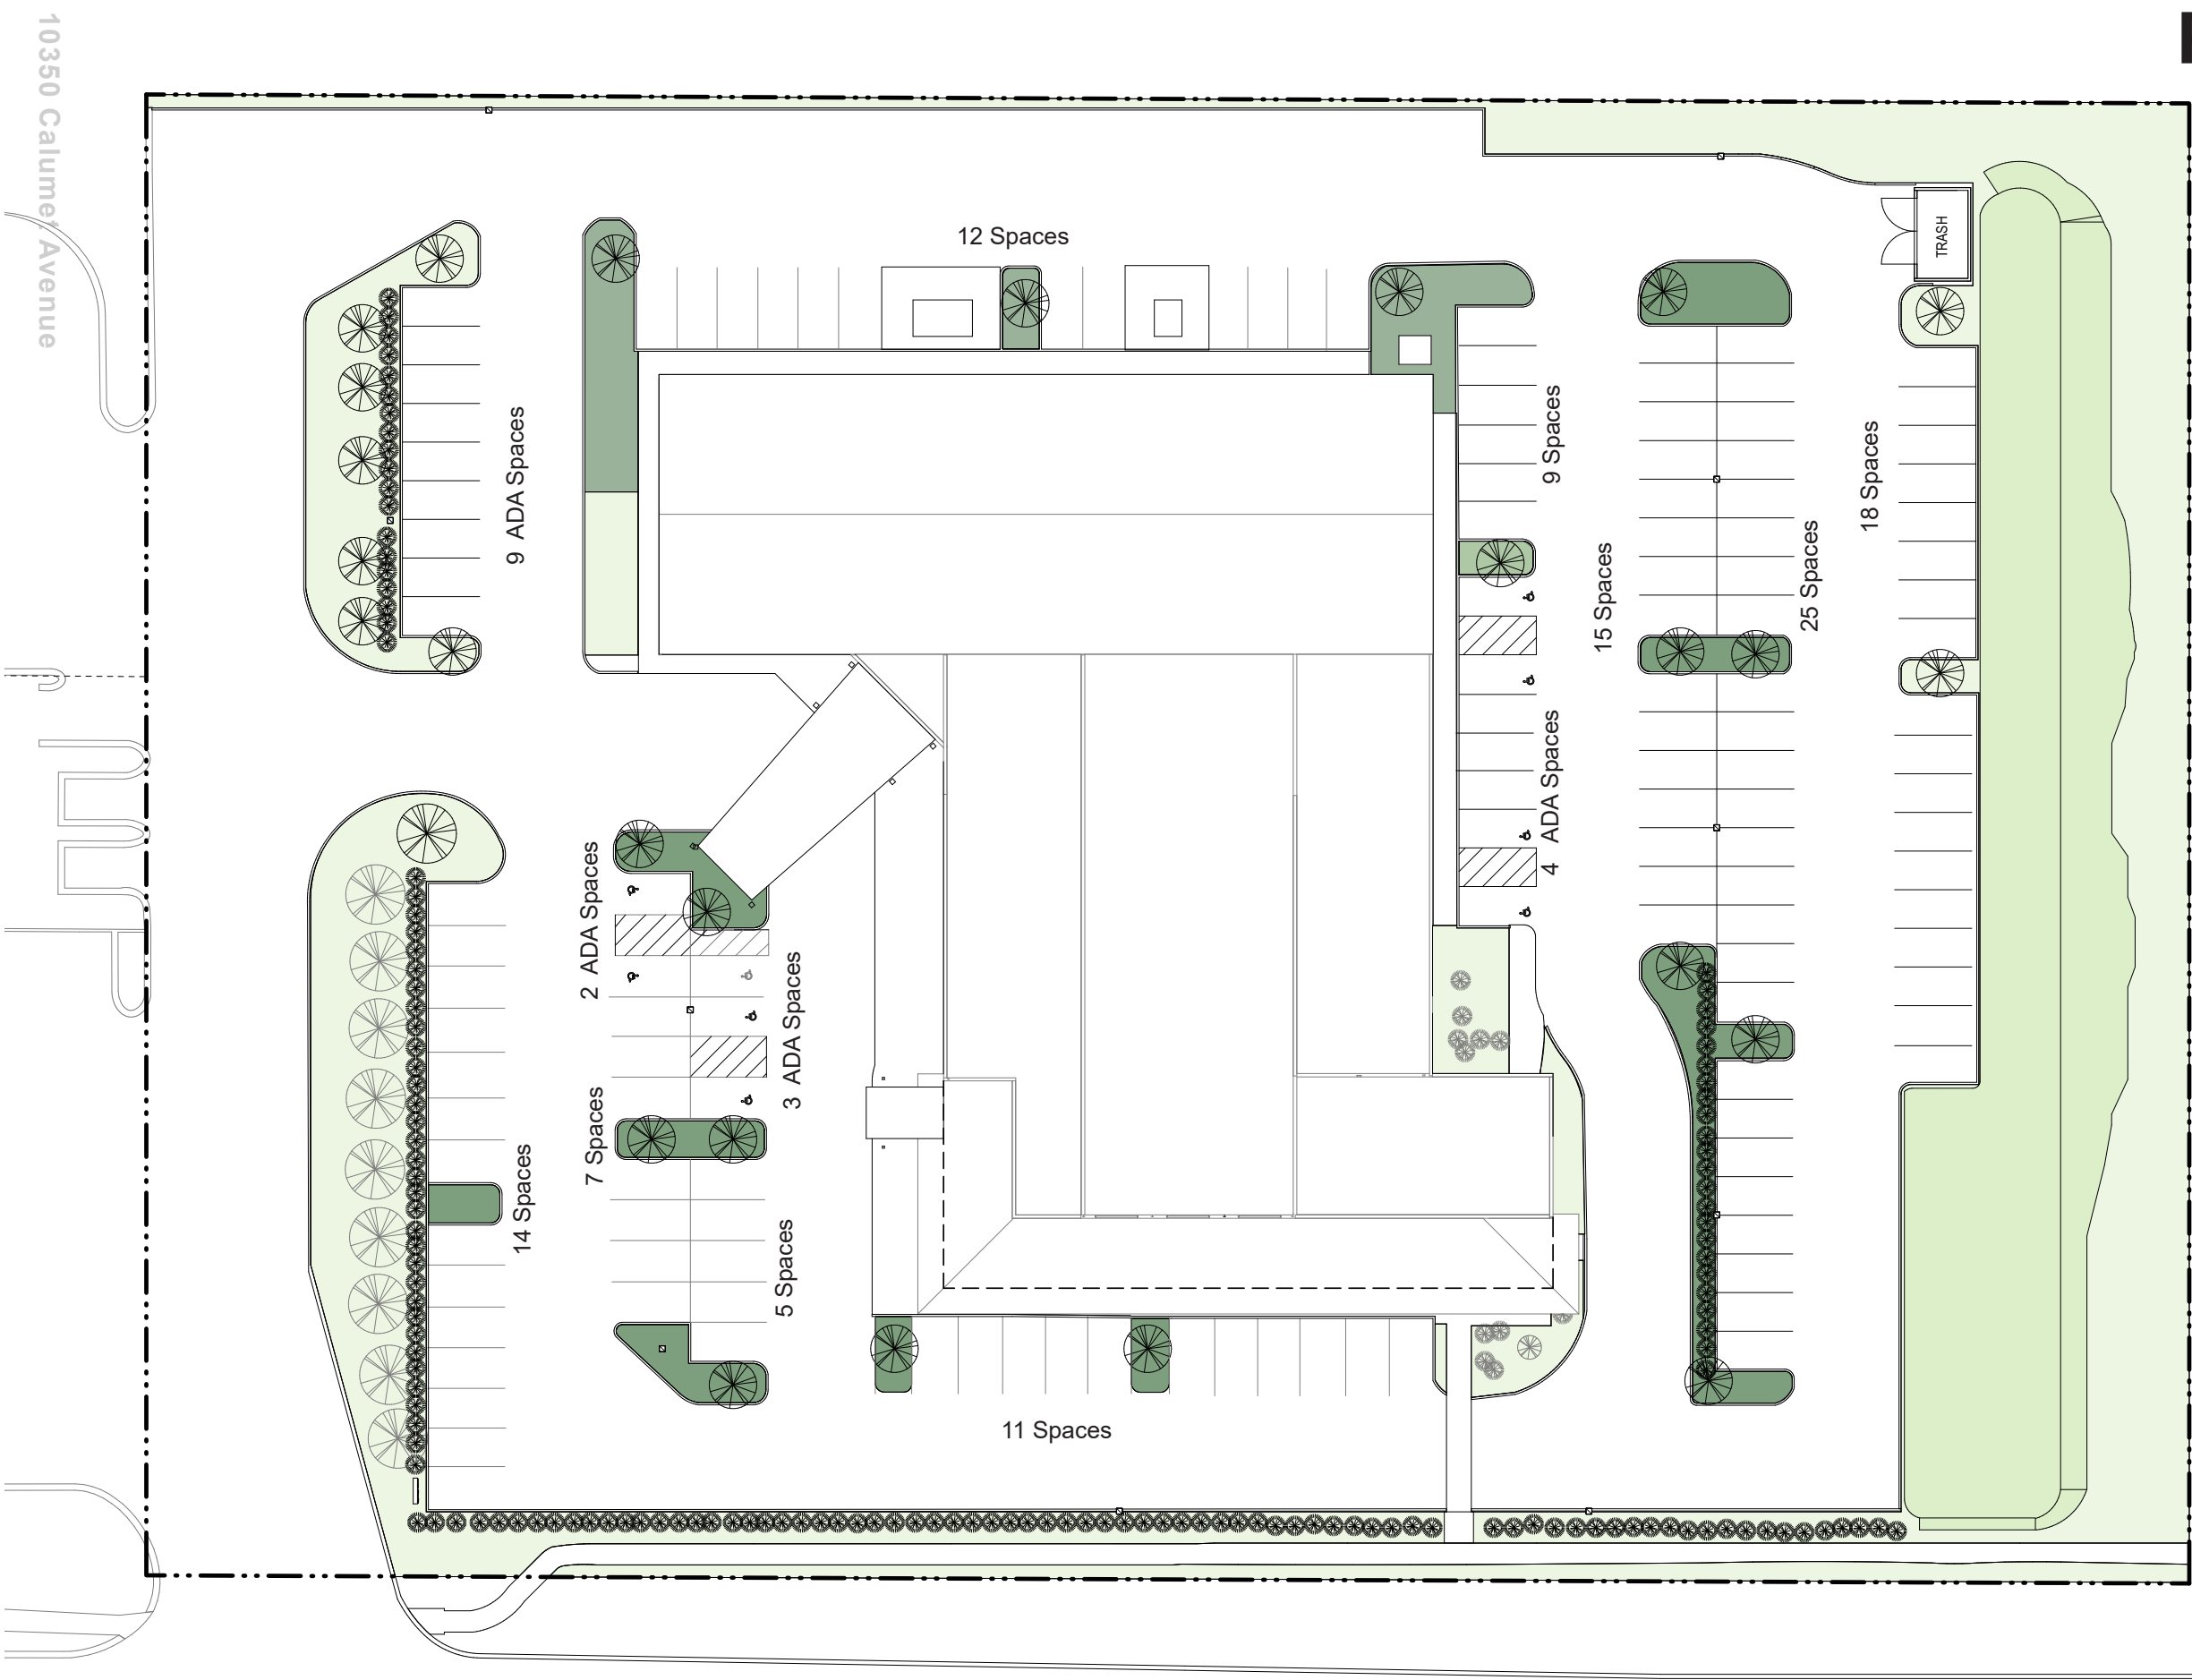 10350 Calumet Avenue
12 Spaces
TRASH
9 ADA Spaces
9 Spaces
18 Spaces
15 Spaces
25 Spaces
4 ADA Spaces
2 ADA Spaces
3 ADA Spaces
7 Spaces
14 Spaces
5 Spaces
11 Spaces